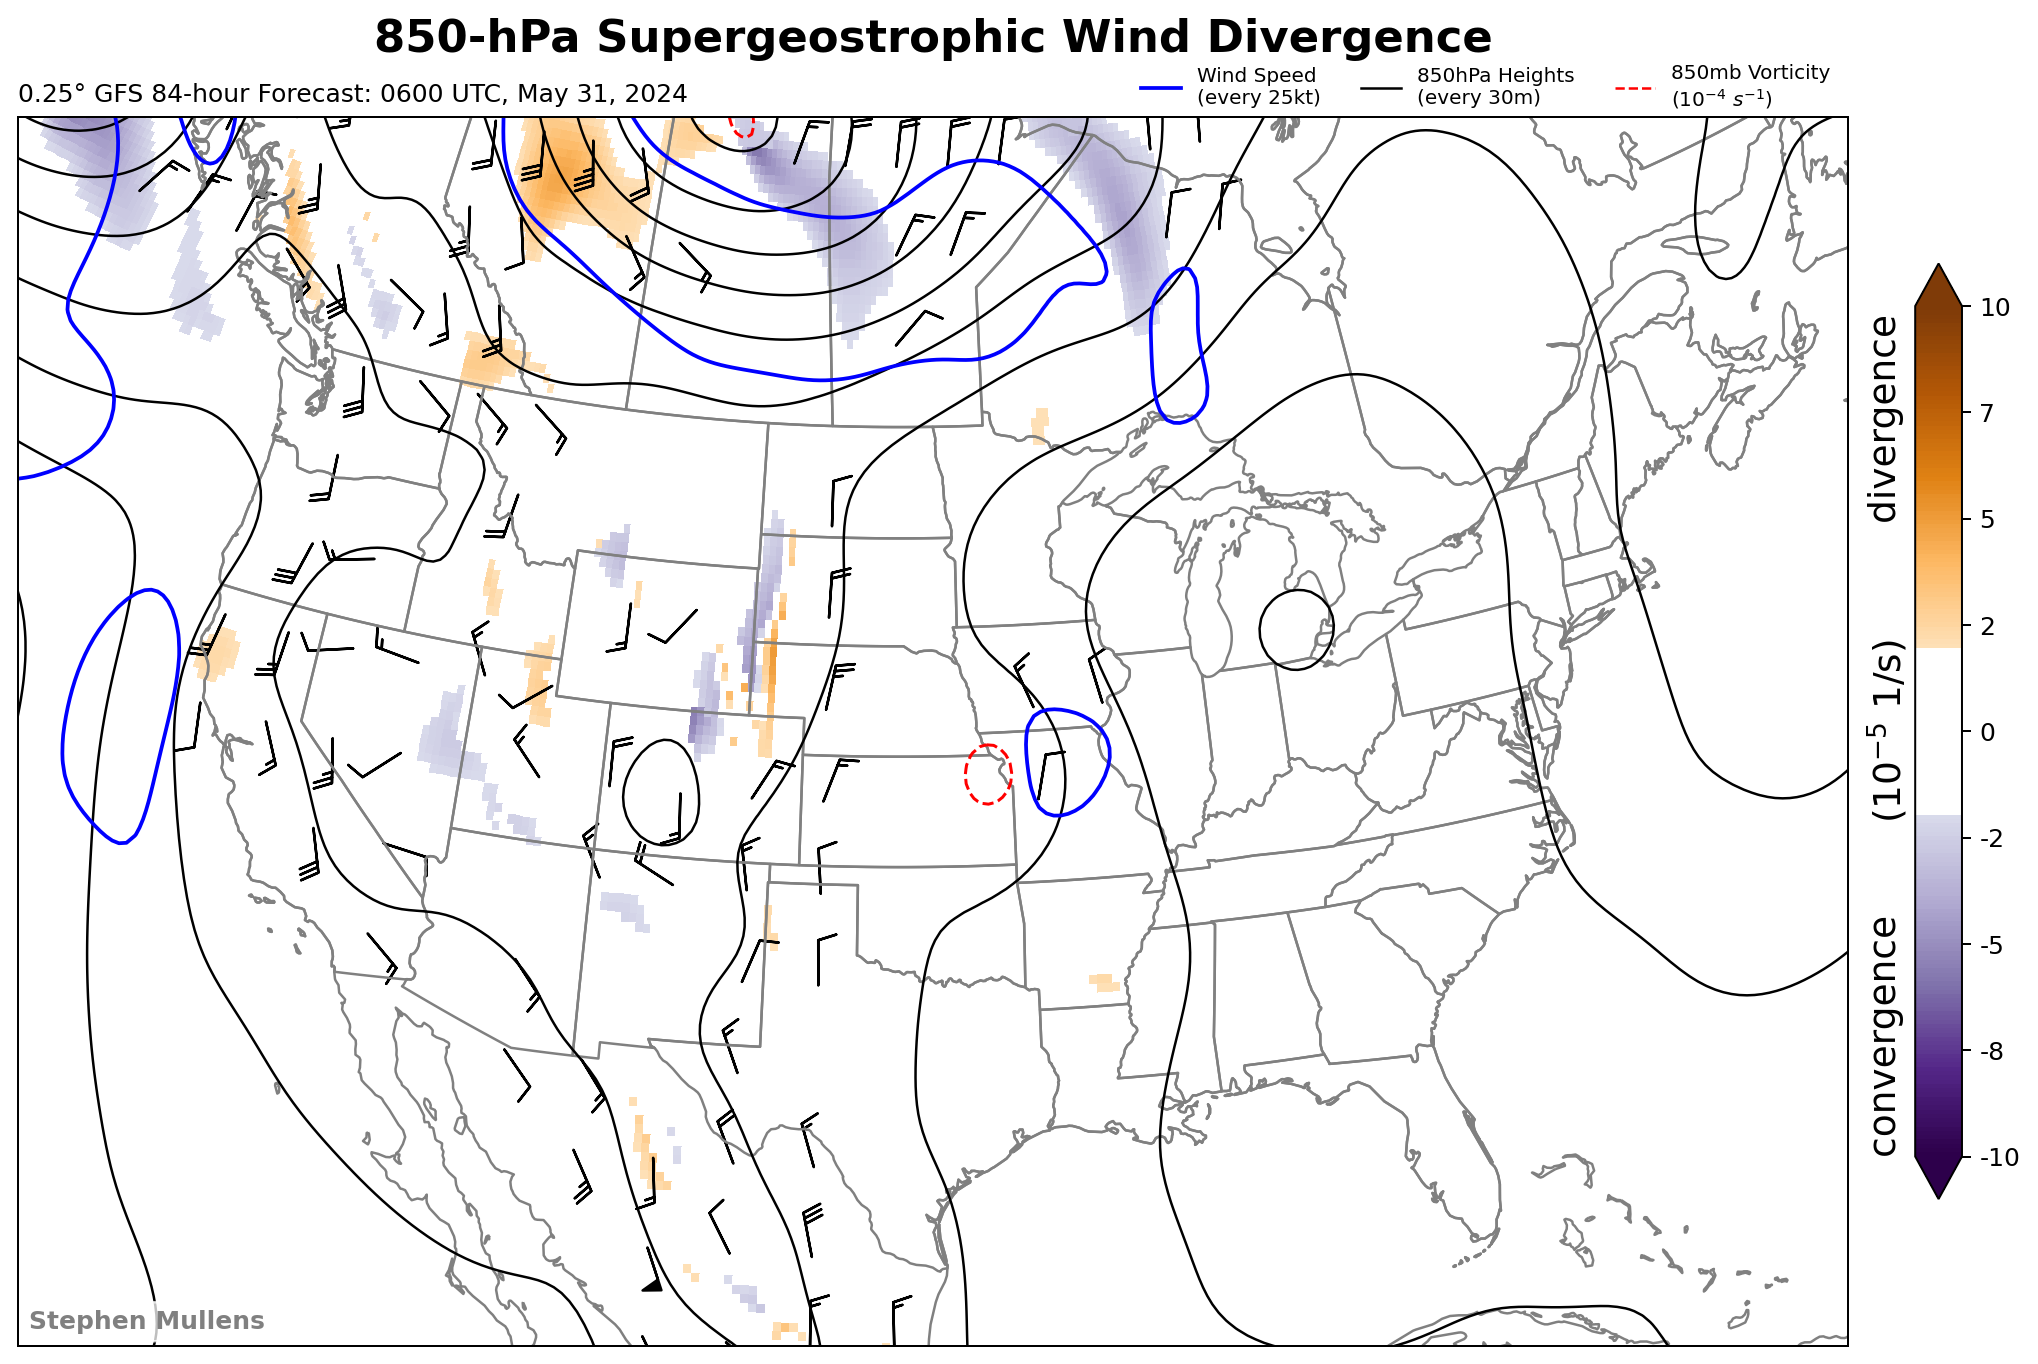 850-hPa Supergeostrophic Wind Divergence
0.25° GFS 84-hour Forecast: 0600 UTC, May 31, 2024
Wind Speed
(every 25kt)
850hPa Heights
(every 30m)
850mb Vorticity
(10⁻⁴ s⁻¹)
10
7
5
2
0
-2
-5
-8
-10
convergence (10⁻⁵ 1/s) divergence
Stephen Mullens